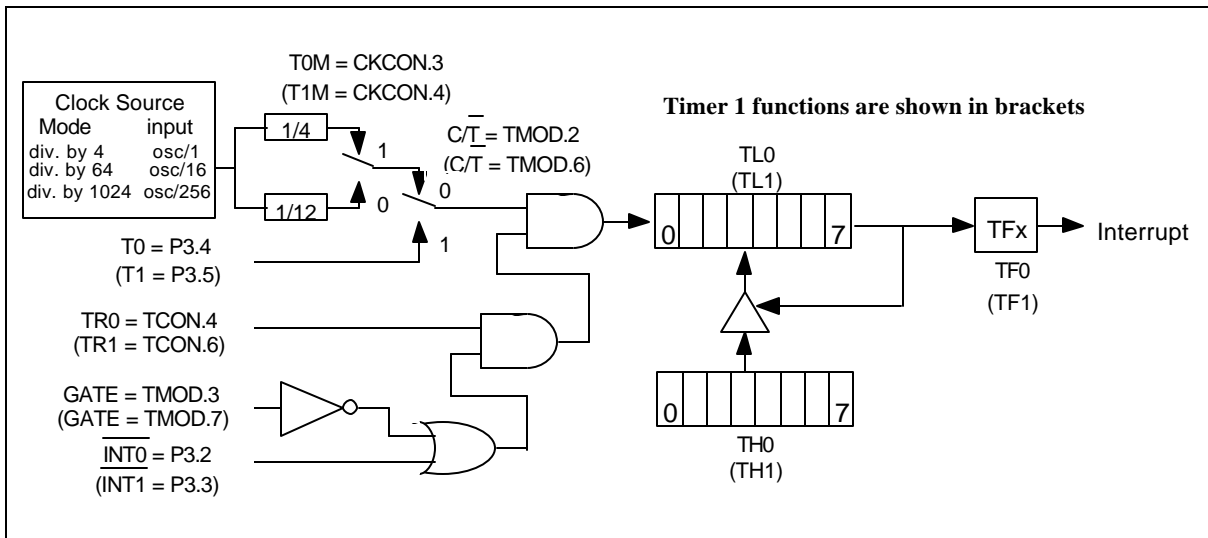 T0M = CKCON.3
(T1M = CKCON.4)
Clock Source
Mode input
div. by 4 osc/1
div. by 64 osc/16
div. by 1024 osc/256
1/4
1/12
1
0
C/T = TMOD.2
(C/T = TMOD.6)
0
1
Timer 1 functions are shown in brackets
TL0
(TL1)
0 7
TFx
Interrupt
TF0
(TF1)
T0 = P3.4
(T1 = P3.5)
TR0 = TCON.4
(TR1 = TCON.6)
GATE = TMOD.3
(GATE = TMOD.7)
INT0 = P3.2
(INT1 = P3.3)
0 7
TH0
(TH1)